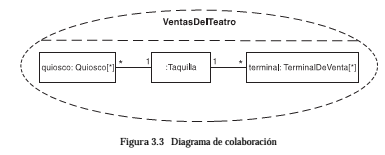 VentasDelTeatro
quiosco: Quiosco[*] * 1 :Taquilla 1 * terminal: TerminalDeVenta[*]
Figura 3.3 Diagrama de colaboración